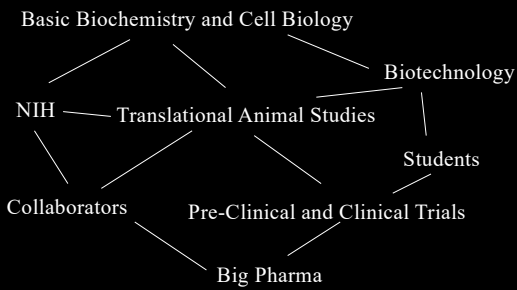 Basic Biochemistry and Cell Biology
Biotechnology
NIH
Translational Animal Studies
Students
Collaborators
Pre-Clinical and Clinical Trials
Big Pharma